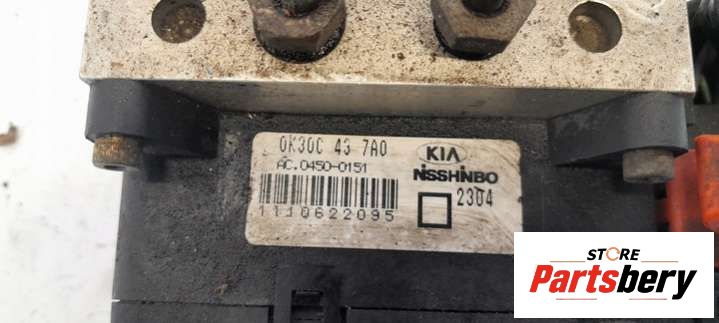 0K30C 43 7A0
KIA
AC.0450-0151
NISSHINBO
2304
1110622095
STORE
Partsbery